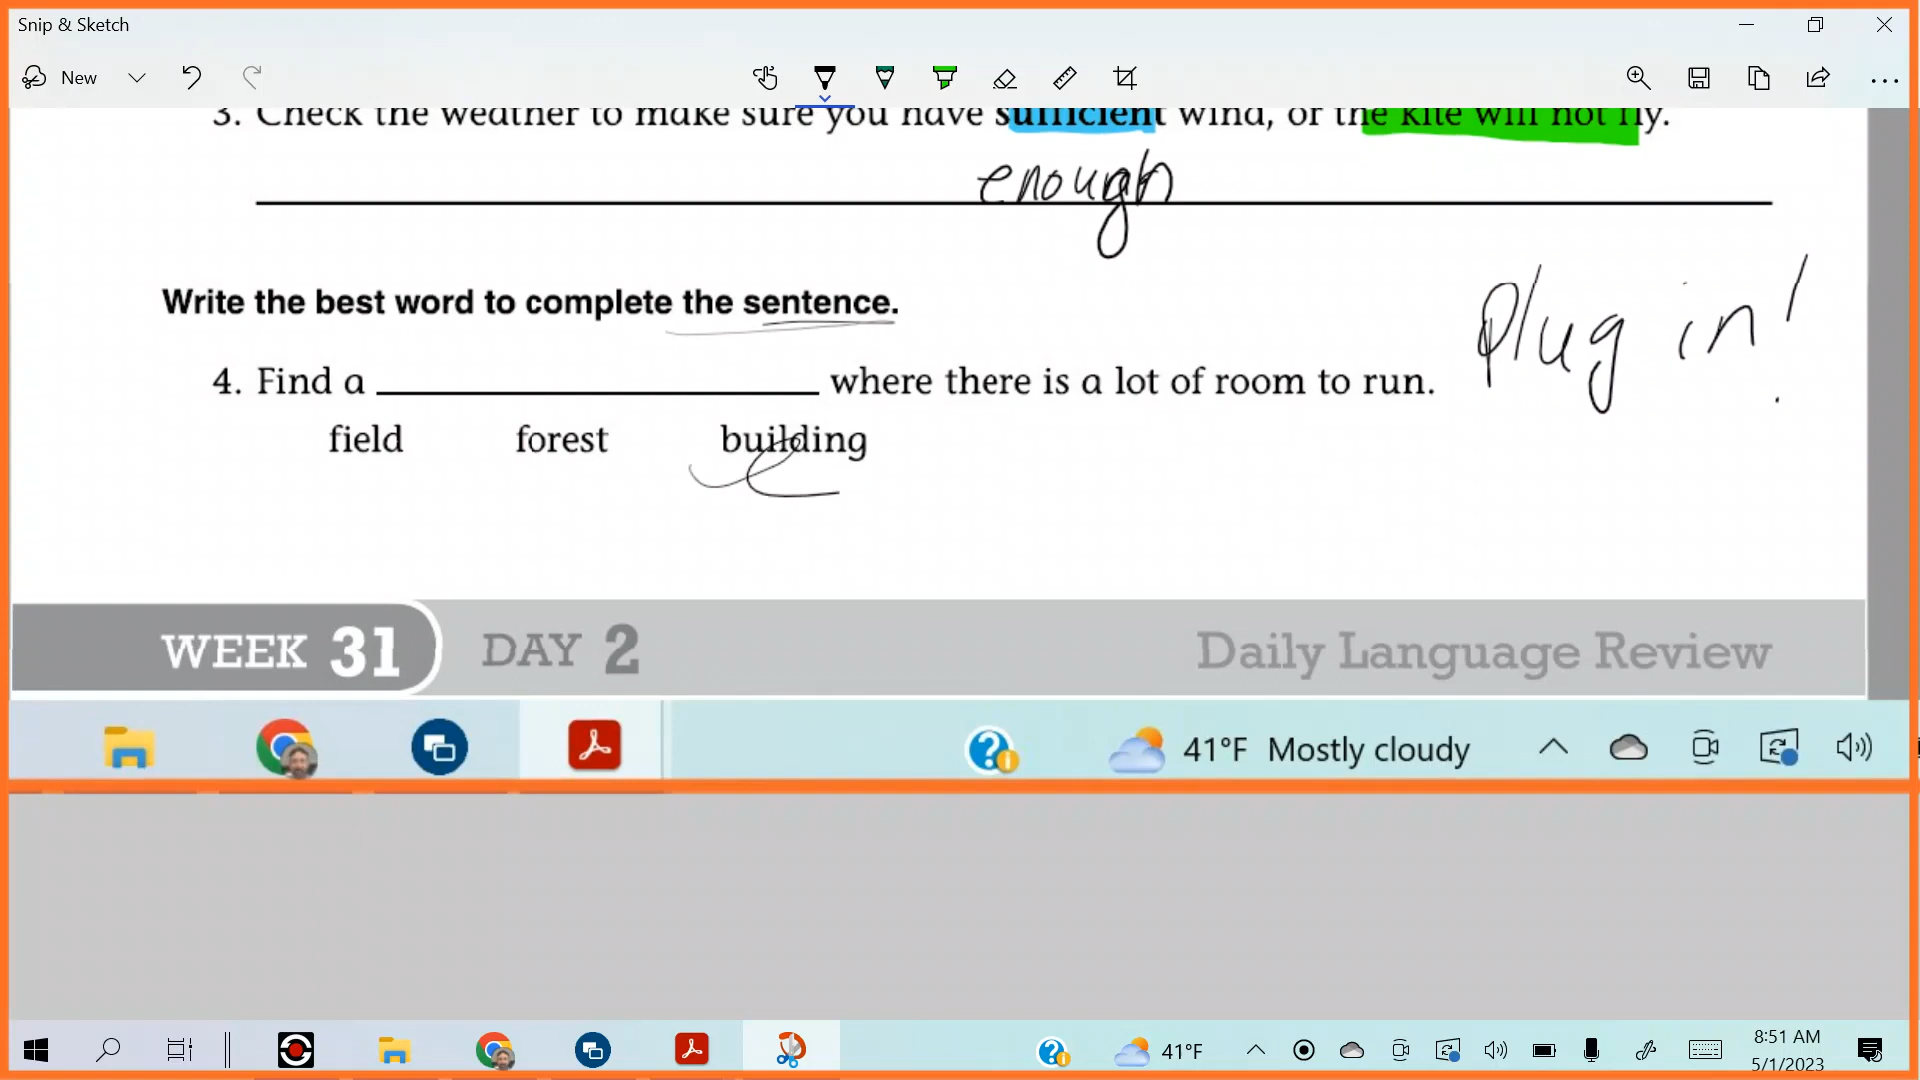 Snip & Sketch
New
3. Check the weather to make sure you have sufficient wind, or the kite will not fly.
enough
Write the best word to complete the sentence.
Plug in!
4. Find a ____________ where there is a lot of room to run.
field forest building
WEEK 31 DAY 2 Daily Language Review
41°F Mostly cloudy
41°F
8:51 AM
5/1/2023